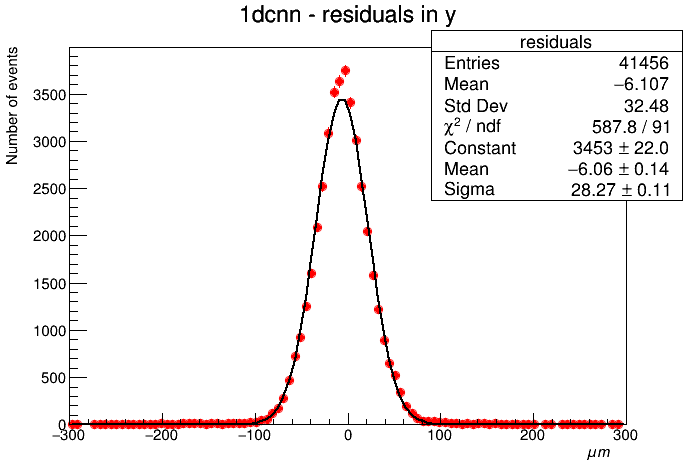 1dcnn - residuals in y
Number of events
residuals
Entries 41456
Mean −6.107
Std Dev 32.48
χ² / ndf 587.8 / 91
Constant 3453 ± 22.0
Mean −6.06 ± 0.14
Sigma 28.27 ± 0.11
3500
3000
2500
2000
1500
1000
500
0
−300 −200 −100 0 100 200 300
μm